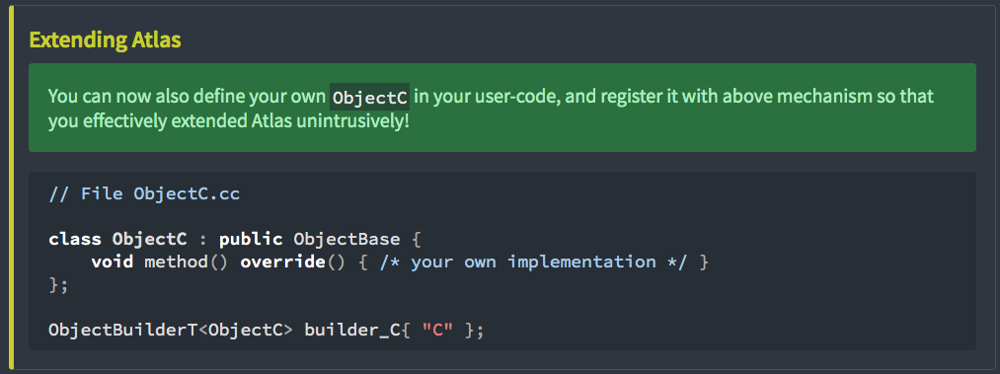 Extending Atlas
You can now also define your own ObjectC in your user-code, and register it with above mechanism so that
you effectively extended Atlas unintrusively!
// File ObjectC.cc
class ObjectC : public ObjectBase {
    void method() override() { /* your own implementation */ }
};
ObjectBuilderT<ObjectC> builder_C{ "C" };